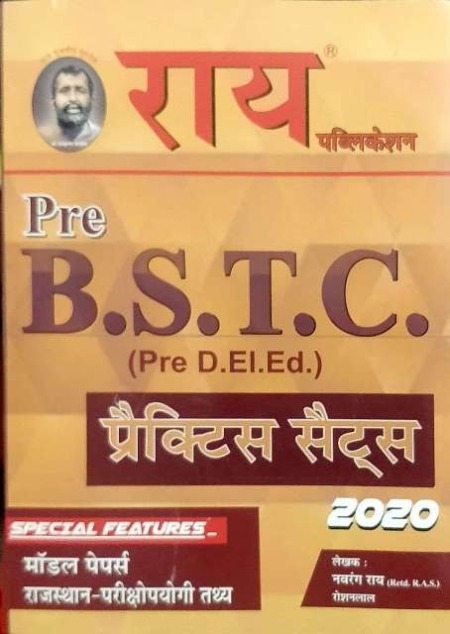 राय®
पब्लिकेशन
Pre
B.S.T.C.
(Pre D.El.Ed.)
प्रैक्टिस सैट्स
2020
SPECIAL FEATURES
मॉडल पेपर्स
राजस्थान-परीक्षोपयोगी तथ्य
लेखक :
नवरंग राय (Retd. R.A.S.)
रोशनलाल